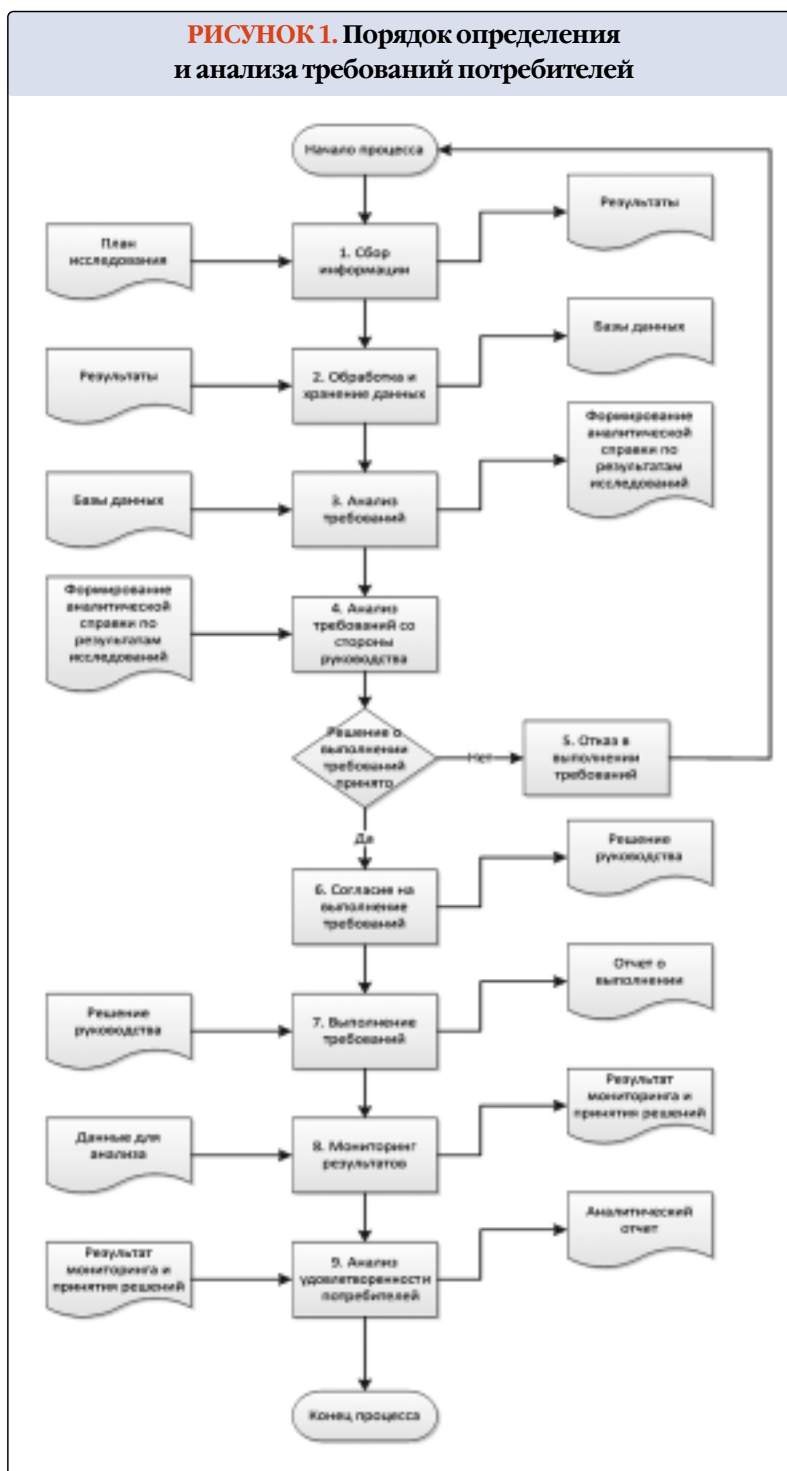 РИСУНОК 1. Порядок определения
и анализа требований потребителей
Начало процесса
Результаты
План
исследования
1. Сбор
информации
Базы данных
Результаты
2. Обработка и
хранение данных
Формирование
аналитической
справки по
результатам
исследований
Базы данных
3. Анализ
требований
Формирование
аналитической
справки по
результатам
исследований
4. Анализ
требований со
стороны
руководства
Решение о
выполнении
требований
принято
Нет
5. Отказ в
выполнении
требований
Да
6. Согласие на
выполнение
требований
Решение
руководства
Отчет о
выполнении
Решение
руководства
7. Выполнение
требований
Результат
мониторинга и
принятия решений
Данные для
анализа
8. Мониторинг
результатов
Аналитический
отчет
Результат
мониторинга и
принятия решений
9. Анализ
удовлетворенности
потребителей
Конец процесса